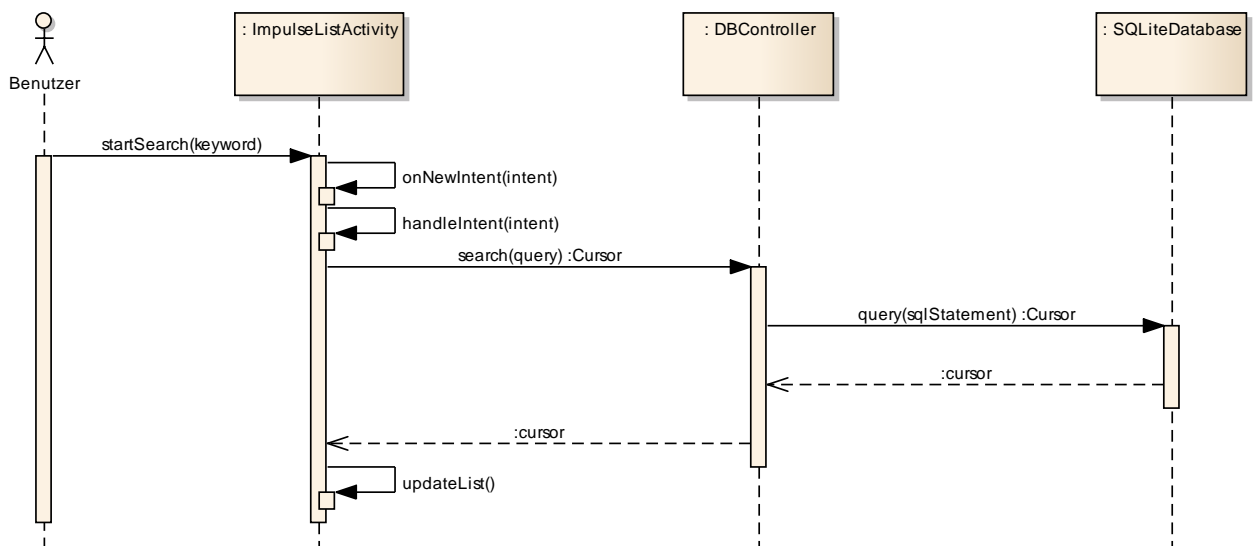 : ImpulseListActivity
: DBController
: SQLiteDatabase
Benutzer
startSearch(keyword)
onNewIntent(intent)
handleIntent(intent)
search(query) :Cursor
query(sqlStatement) :Cursor
:cursor
:cursor
updateList()